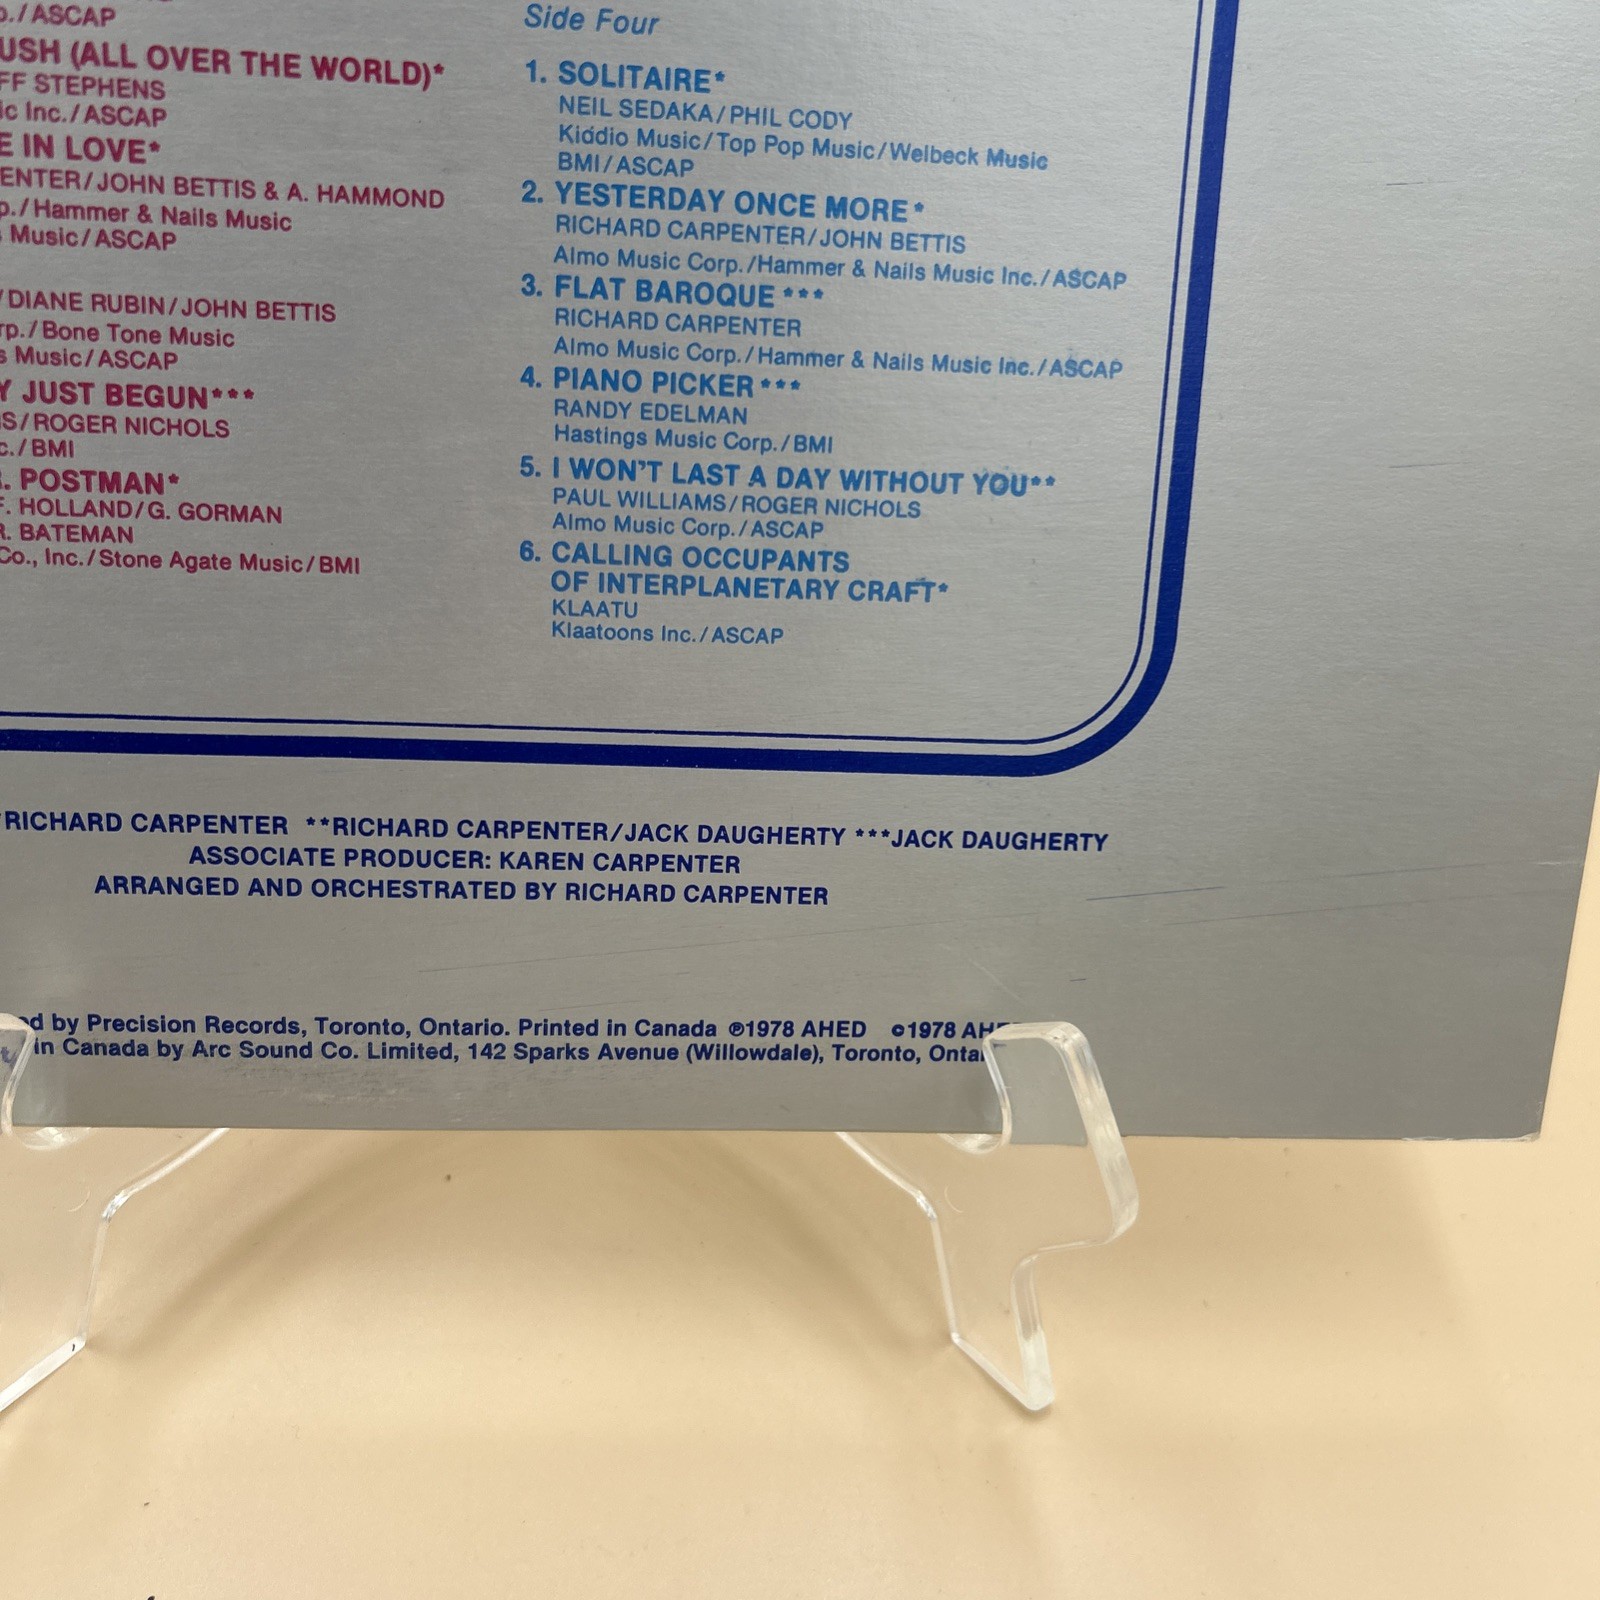 o./ASCAP
USH (ALL OVER THE WORLD)*
FF STEPHENS
ic Inc./ASCAP
E IN LOVE*
ENTER/JOHN BETTIS & A. HAMMOND
p./Hammer & Nails Music
s Music/ASCAP
/DIANE RUBIN/JOHN BETTIS
rp./Bone Tone Music
s Music/ASCAP
Y JUST BEGUN***
IS/ROGER NICHOLS
c./BMI
R. POSTMAN*
F. HOLLAND/G. GORMAN
R. BATEMAN
Co., Inc./Stone Agate Music/BMI
Side Four
1. SOLITAIRE*
NEIL SEDAKA/PHIL CODY
Kiddio Music/Top Pop Music/Welbeck Music
BMI/ASCAP
2. YESTERDAY ONCE MORE*
RICHARD CARPENTER/JOHN BETTIS
Almo Music Corp./Hammer & Nails Music Inc./ASCAP
3. FLAT BAROQUE***
RICHARD CARPENTER
Almo Music Corp./Hammer & Nails Music Inc./ASCAP
4. PIANO PICKER***
RANDY EDELMAN
Hastings Music Corp./BMI
5. I WON'T LAST A DAY WITHOUT YOU**
PAUL WILLIAMS/ROGER NICHOLS
Almo Music Corp./ASCAP
6. CALLING OCCUPANTS
OF INTERPLANETARY CRAFT*
KLAATU
Klaatoons Inc./ASCAP
*RICHARD CARPENTER **RICHARD CARPENTER/JACK DAUGHERTY ***JACK DAUGHERTY
ASSOCIATE PRODUCER: KAREN CARPENTER
ARRANGED AND ORCHESTRATED BY RICHARD CARPENTER
ed by Precision Records, Toronto, Ontario. Printed in Canada ℗1978 AHED ©1978 AHED
in Canada by Arc Sound Co. Limited, 142 Sparks Avenue (Willowdale), Toronto, Ontar